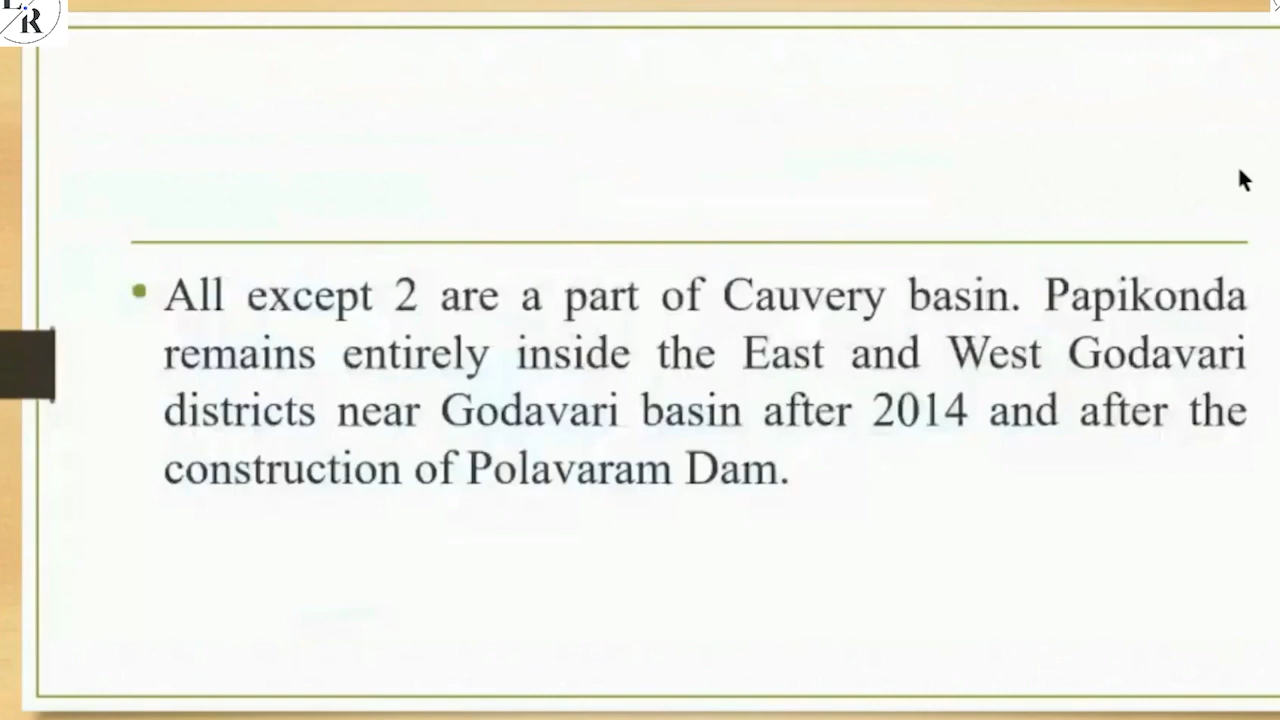 L.
R
All except 2 are a part of Cauvery basin. Papikonda
remains entirely inside the East and West Godavari
districts near Godavari basin after 2014 and after the
construction of Polavaram Dam.